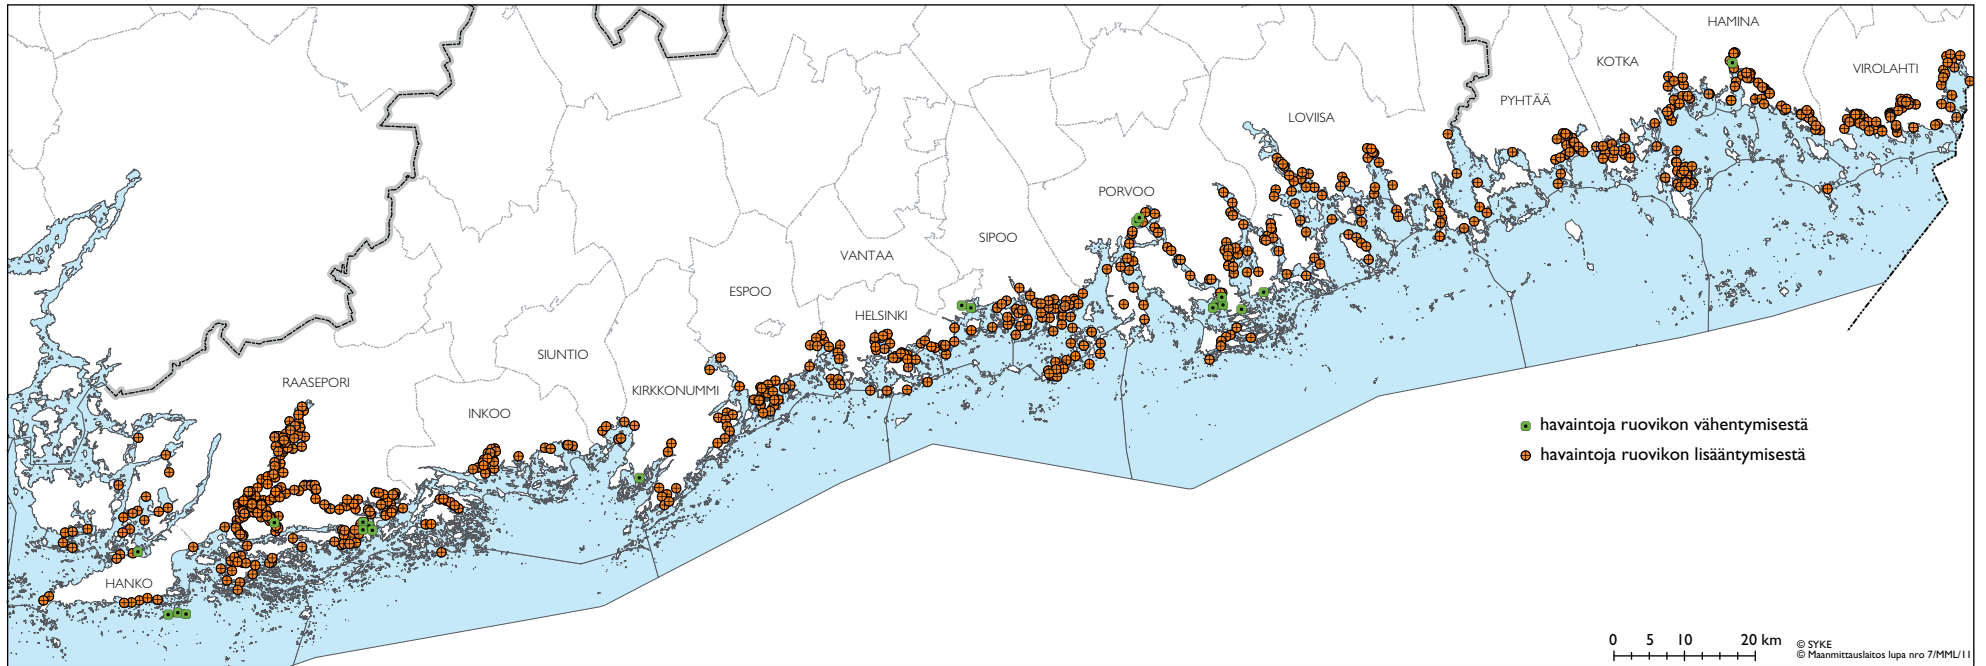 HAMINA
KOTKA
VIROLAHTI
PYHTÄÄ
LOVIISA
PORVOO
SIPOO
VANTAA
ESPOO
HELSINKI
SIUNTIO
RAASEPORI
KIRKKONUMMI
INKOO
HANKO
havaintoja ruovikon vähentymisestä
havaintoja ruovikon lisääntymisestä
0 5 10 20 km
© SYKE
© Maanmittauslaitos lupa nro 7/MML/11